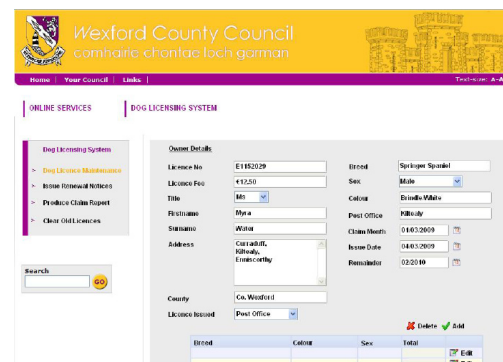 Wexford County Council
comhairle chontae loch garman
Home | Your Council | Links |
Text-size: A-A
ONLINE SERVICES
DOG LICENSING SYSTEM
Dog Licensing System
> Dog Licence Maintenance
> Issue Renewal Notices
> Produce Claim Report
> Clear Old Licences
Search
GO
Owner Details
Licence No E1152029
Licence Fee €12.50
Title Ms
Firstname Myra
Surname Water
Address Curraduff,
Kiltealy,
Enniscorthy
County Co. Wexford
Licence Issued Post Office
Breed Springer Spaniel
Sex Male
Colour Brindle/White
Post Office Kiltealy
Claim Month 01/03/2009
Issue Date 04/03/2009
Remainder 02/2010
Delete Add
Breed Colour Sex Total
Edit